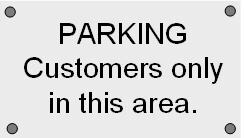 PARKING
Customers only
in this area.